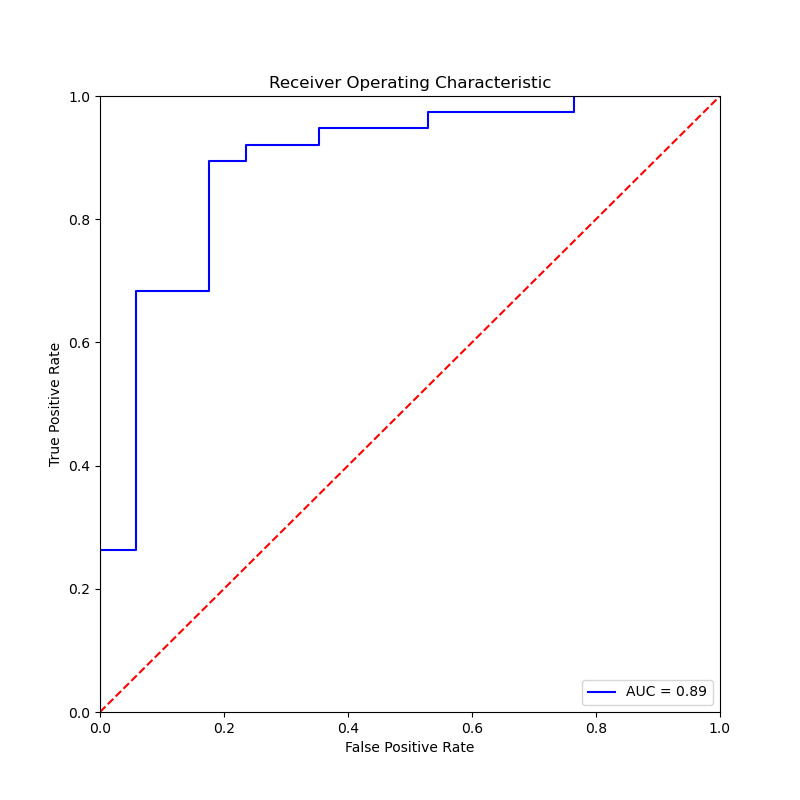 Receiver Operating Characteristic
1.0
0.8
0.6
0.4
0.2
0.0
True Positive Rate
AUC = 0.89
0.0 0.2 0.4 0.6 0.8 1.0
False Positive Rate